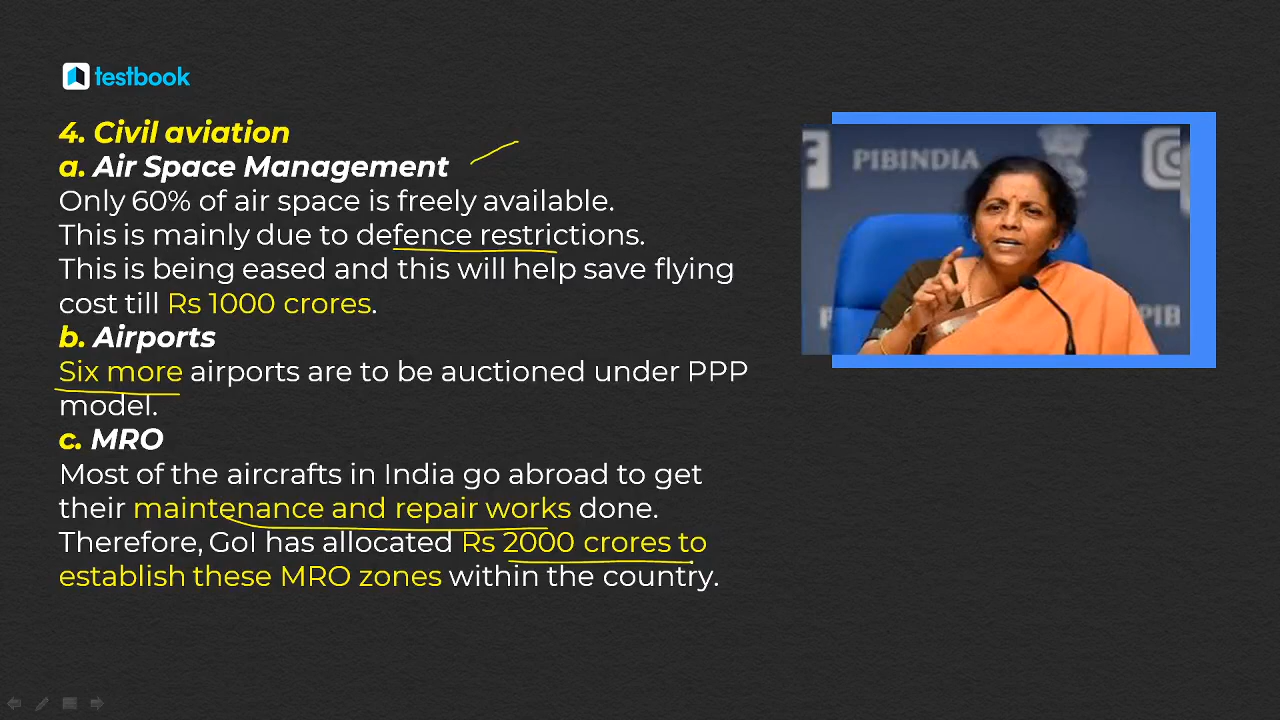 testbook
4. Civil aviation
a. Air Space Management
Only 60% of air space is freely available.
This is mainly due to defence restrictions.
This is being eased and this will help save flying
cost till Rs 1000 crores.
b. Airports
Six more airports are to be auctioned under PPP
model.
c. MRO
Most of the aircrafts in India go abroad to get
their maintenance and repair works done.
Therefore, GoI has allocated Rs 2000 crores to
establish these MRO zones within the country.
PIBINDIA
PIB